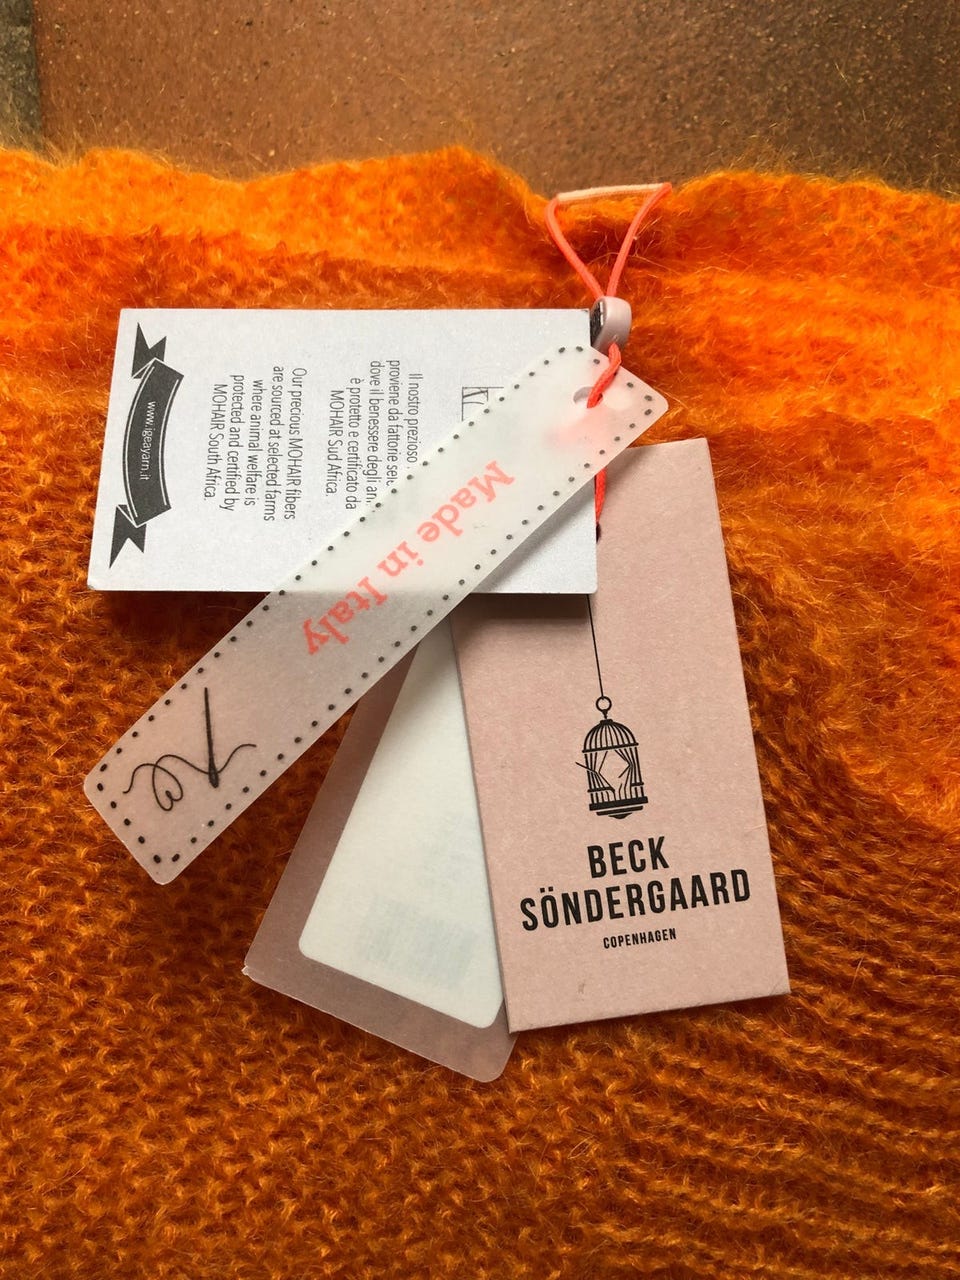 Il nostro prezioso
proviene da fattorie
dove il benessere degli
è protetto e certificato da
MOHAIR Sud Africa.
Our precious MOHAIR fibers
are sourced at selected farms
where animal welfare is
protected and certified by
MOHAIR South Africa.
www.igeayarn.it
Made in Italy
BECK
SÖNDERGAARD
COPENHAGEN